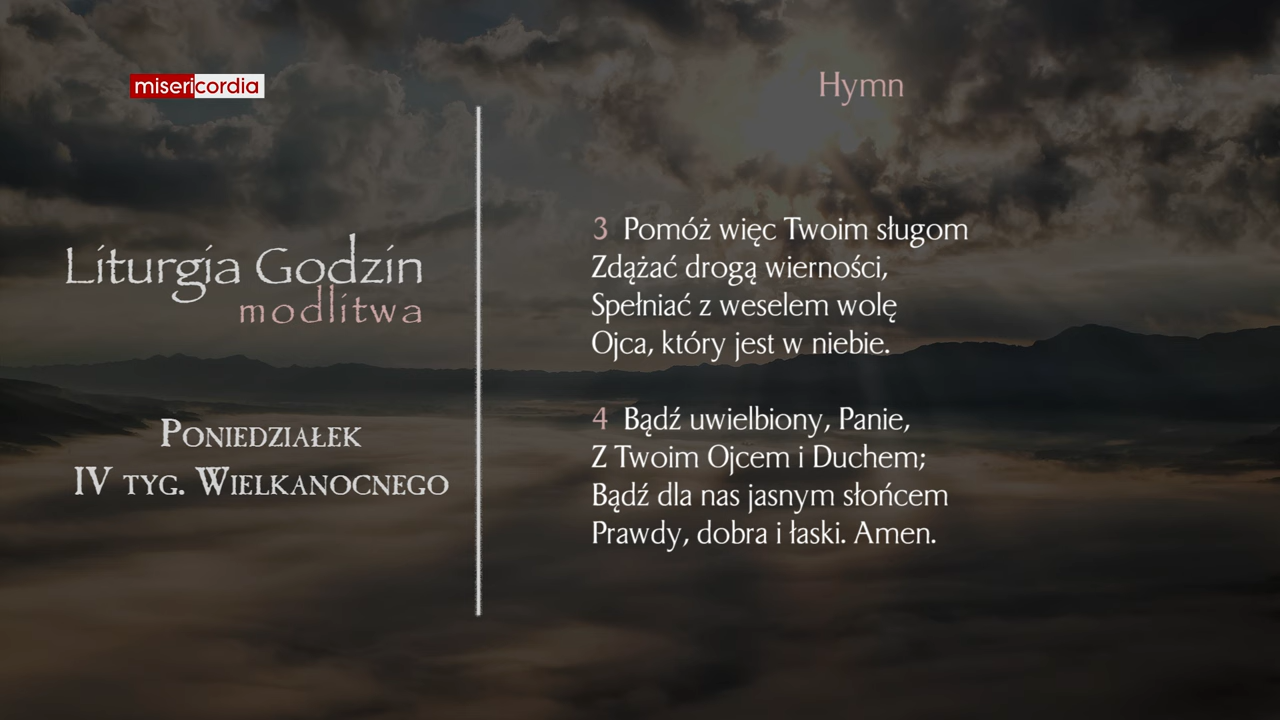 misericordia
Liturgia Godzin
modlitwa
Poniedziałek
IV tyg. Wielkanocnego
Hymn
3 Pomóż więc Twoim sługom
Zdążać drogą wierności,
Spełniać z weselem wolę
Ojca, który jest w niebie.
4 Bądź uwielbiony, Panie,
Z Twoim Ojcem i Duchem;
Bądź dla nas jasnym słońcem
Prawdy, dobra i łaski. Amen.